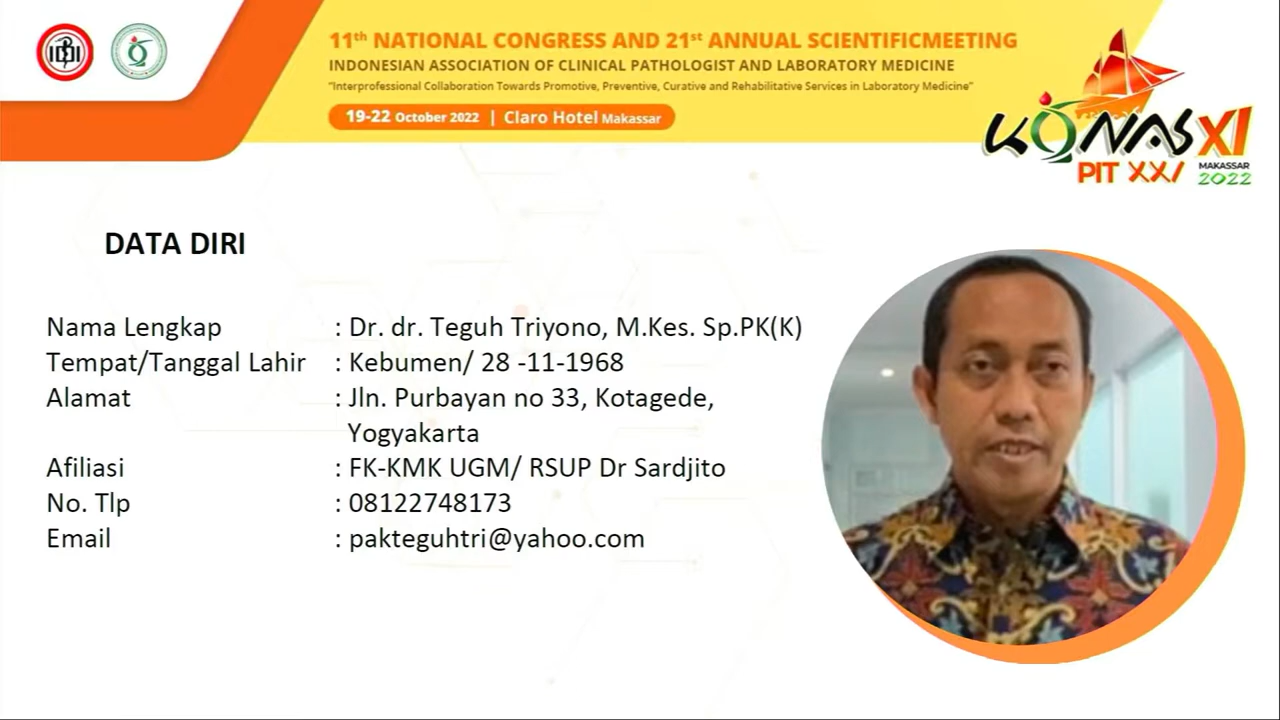 11th NATIONAL CONGRESS AND 21st ANNUAL SCIENTIFICMEETING
INDONESIAN ASSOCIATION OF CLINICAL PATHOLOGIST AND LABORATORY MEDICINE
"Interprofessional Collaboration Towards Promotive, Preventive, Curative and Rehabilitative Services in Laboratory Medicine"
19-22 October 2022 | Claro Hotel Makassar
KONAS XI
PIT XXI
MAKASSAR
2022
DATA DIRI
Nama Lengkap : Dr. dr. Teguh Triyono, M.Kes. Sp.PK(K)
Tempat/Tanggal Lahir : Kebumen/ 28 -11-1968
Alamat : Jln. Purbayan no 33, Kotagede,
Yogyakarta
Afiliasi : FK-KMK UGM/ RSUP Dr Sardjito
No. Tlp : 08122748173
Email : pakteguhtri@yahoo.com